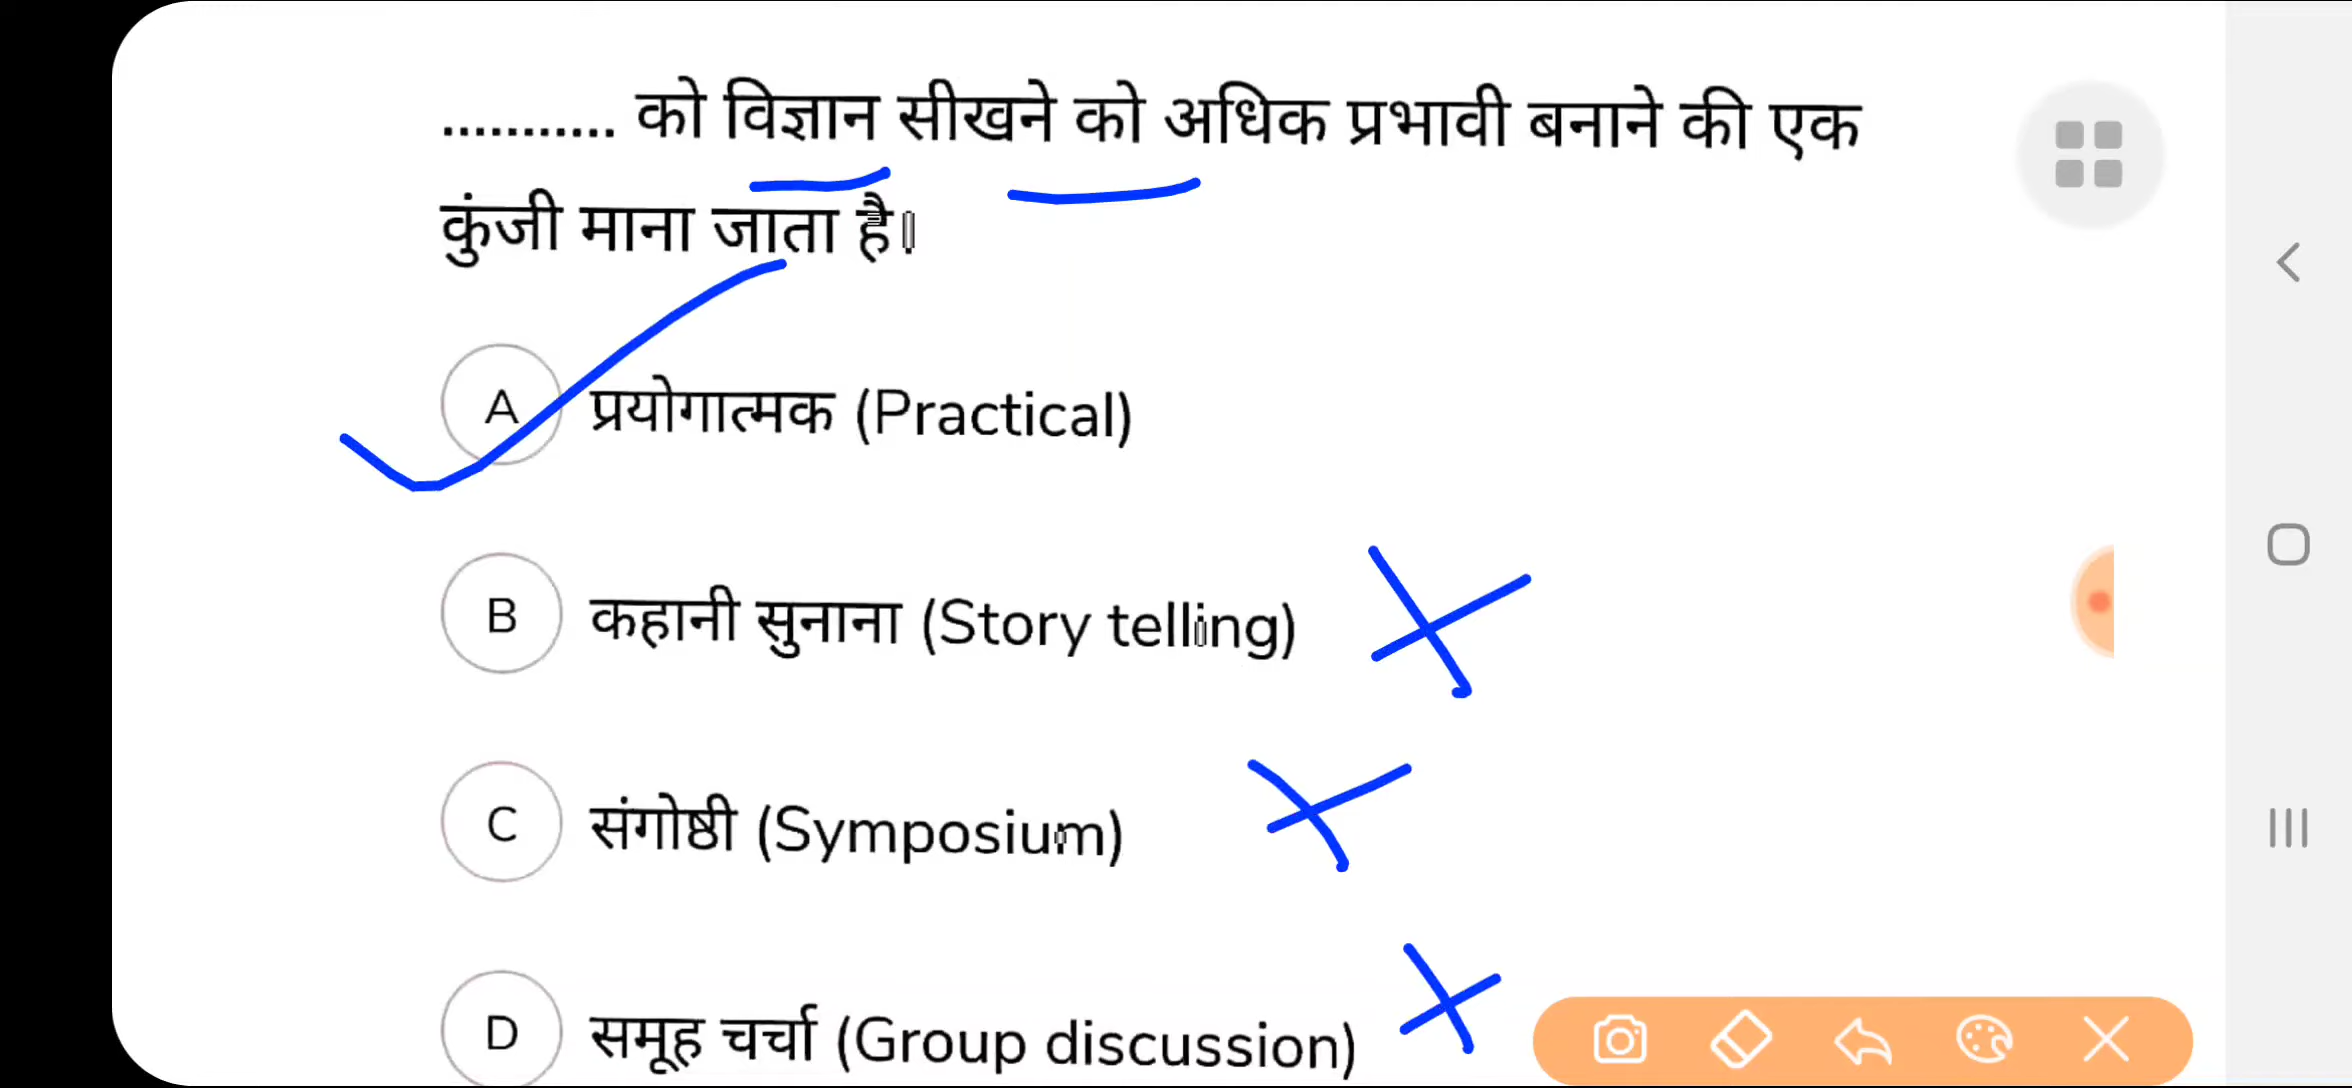 ........... को विज्ञान सीखने को अधिक प्रभावी बनाने की एक
कुंजी माना जाता है।
A प्रयोगात्मक (Practical)
B कहानी सुनाना (Story telling)
C संगोष्ठी (Symposium)
D समूह चर्चा (Group discussion)